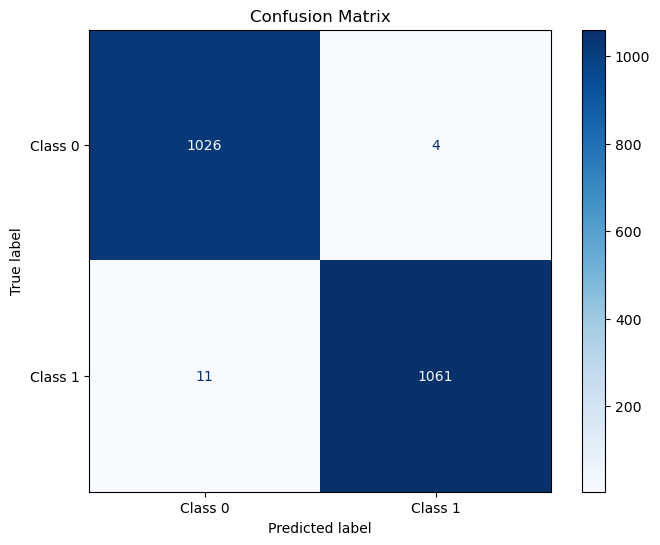 Confusion Matrix
True label
Class 0
1026
4
Class 1
11
1061
Class 0
Class 1
Predicted label
1000
800
600
400
200